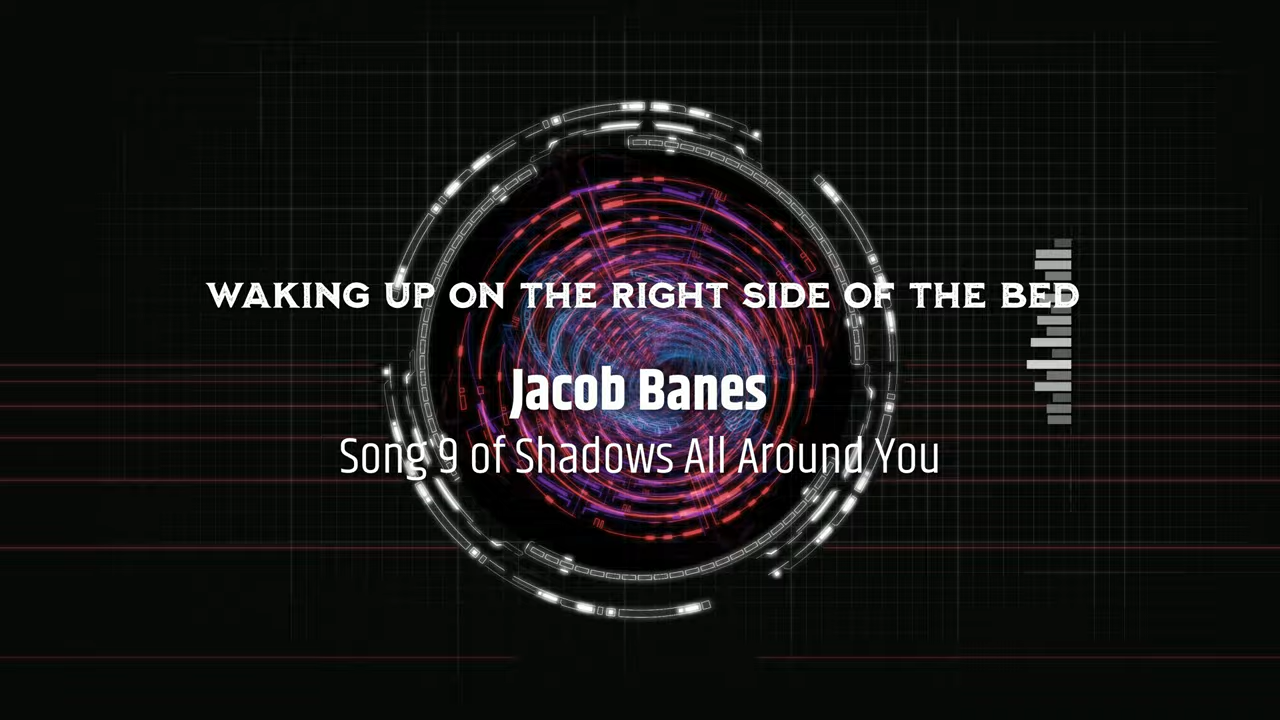 WAKING UP ON THE RIGHT SIDE OF THE BED
Jacob Banes
Song 9 of Shadows All Around You